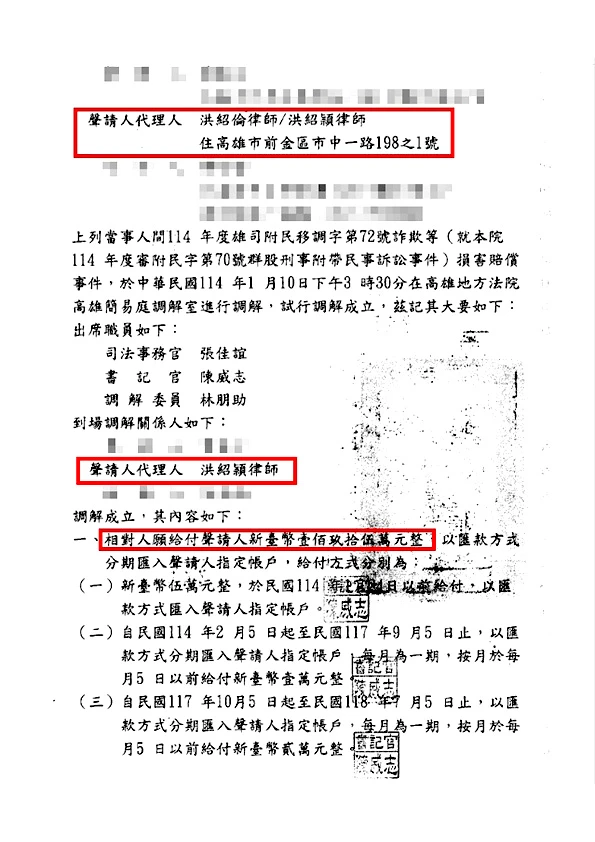 聲請人代理人 洪紹倫律師/洪紹穎律師
住高雄市前金區市中一路198之1號
上列當事人間114 年度雄司附民移調字第72號詐欺等（就本院
114 年度審附民字第70號群股刑事附帶民事訴訟事件）損害賠償
事件，於中華民國114 年1 月10日下午3 時30分在高雄地方法院
高雄簡易庭調解室進行調解，試行調解成立，茲記其大要如下：
出席職員如下：
司法事務官 張佳誼
書 記 官 陳威志
調 解 委員 林朋助
到場調解關係人如下：
聲請人代理人 洪紹穎律師
調解成立，其內容如下：
一、相對人願給付聲請人新臺幣壹佰玖拾伍萬元整，以匯款方式
分期匯入聲請人指定帳戶，給付方式分別為：
（一）新臺幣伍萬元整，於民國114 年 日以前給付，以匯
款方式匯入聲請人指定帳戶。
（二）自民國114 年2 月5 日起至民國117 年9 月5 日止，以匯
款方式分期匯入聲請人指定帳戶，每月為一期，按月於每
月5 日以前給付新臺幣壹萬元整。
（三）自民國117 年10月5 日起至民國118 年7 月5 日止，以匯
款方式分期匯入聲請人指定帳戶，每月為一期，按月於每
月5 日以前給付新臺幣貳萬元整。
書記官
陳威志